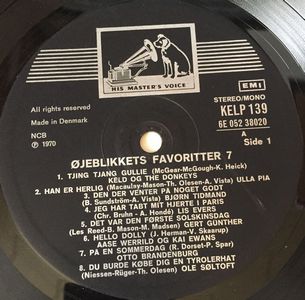 HIS MASTER'S VOICE
EMI
All rights reserved
Made in Denmark
NCB
℗ 1970
STEREO/MONO
KELP 139
6E 052 38020
A
Side 1
ØJEBLIKKETS FAVORITTER 7
1. TJING TJANG GULLIE (McGear-McGough-K. Heick)
KELD OG THE DONKEYS
2. HAN ER HERLIG (Macaulsy-Mason-Th. Olesen-A. Vista) ULLA PIA
3. DEN DER VENTER PÅ NOGET GODT
(B. Sundström-A. Vista) BJØRN TIDMAND
4. JEG HAR TABT MIT HJERTE I PARIS
(Chr. Bruhn - A. Hondé) LIS EVERS
5. DET VAR DEN FØRSTE SOLSKINSDAG
(Les Reed-B. Mason-M. Madsen) GERT GÜNTHER
6. HELLO DOLLY (J. Herman-V. Skaarup)
AASE WERRILD OG KAI EWANS
7. PÅ EN SOMMERDAG (R. Dorset-P. Spar)
OTTO BRANDENBURG
8. DU BURDE KØBE DIG EN TYROLERHAT
(Niessen-Rüger-Th. Olesen) OLE SØLTOFT